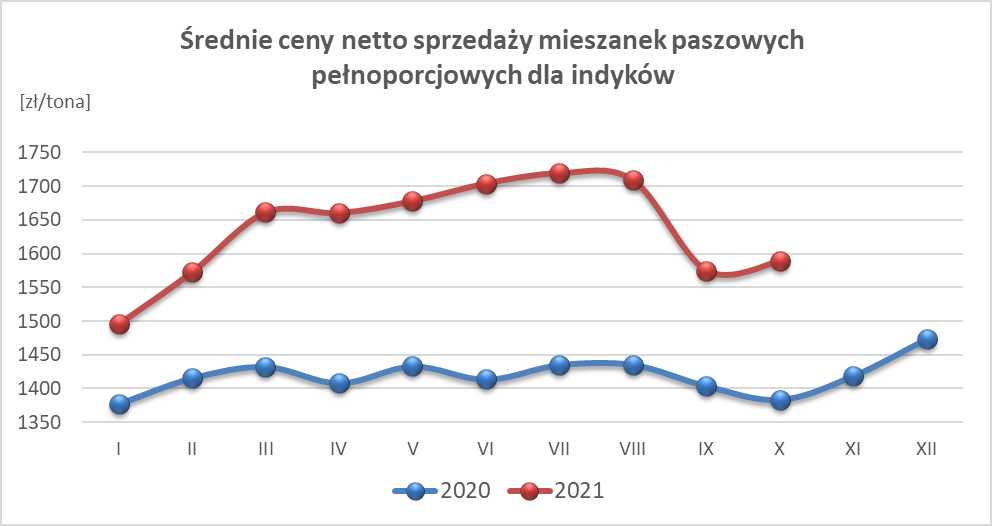 Średnie ceny netto sprzedaży mieszanek paszowych
pełnoporcjowych dla indyków
[zł/tona]
1750
1700
1650
1600
1550
1500
1450
1400
1350
I II III IV V VI VII VIII IX X XI XII
2020 2021